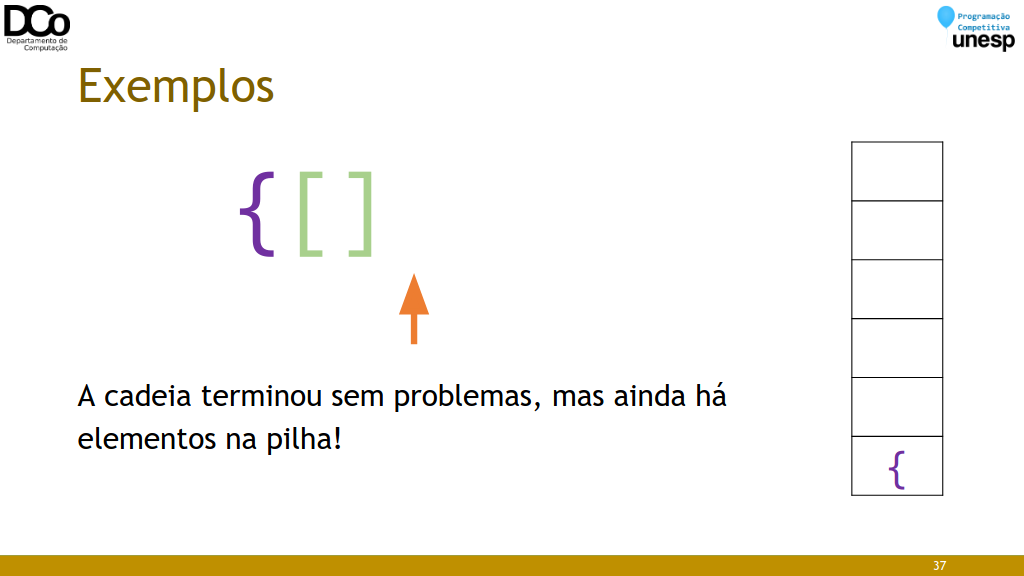 DCo
Departamento de
Computação
Programação
Competitiva
unesp
Exemplos
{[]
A cadeia terminou sem problemas, mas ainda há
elementos na pilha!
{
37